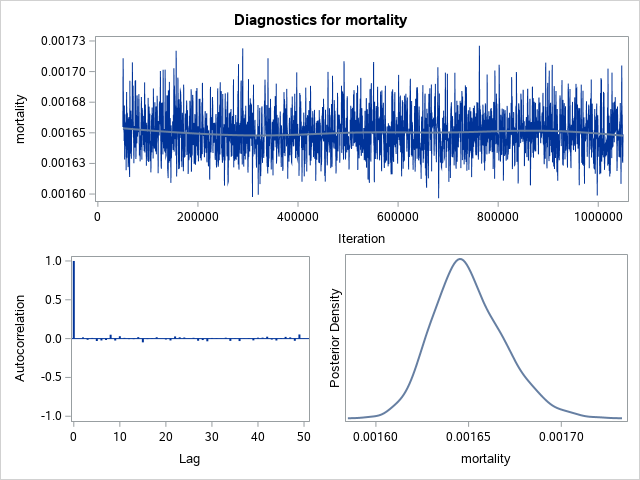 Diagnostics for mortality
mortality
0.00173
0.00170
0.00168
0.00165
0.00163
0.00160
0 200000 400000 600000 800000 1000000
Iteration
Autocorrelation
1.0
0.5
0.0
-0.5
-1.0
0 10 20 30 40 50
Lag
Posterior Density
0.00160 0.00165 0.00170
mortality